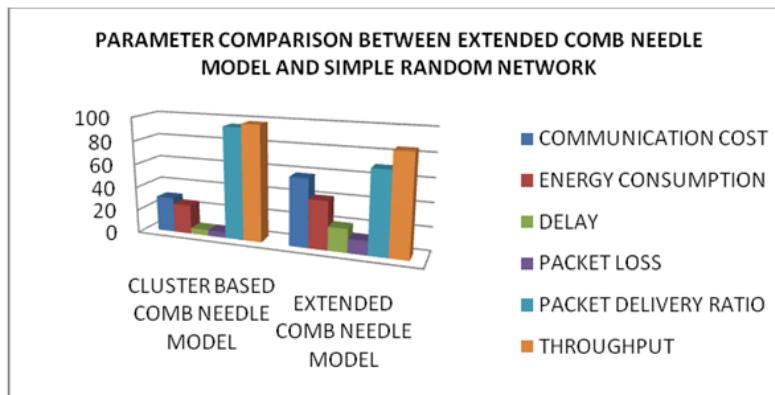 PARAMETER COMPARISON BETWEEN EXTENDED COMB NEEDLE
MODEL AND SIMPLE RANDOM NETWORK
100
80
60
40
20
0
CLUSTER BASED
COMB NEEDLE
MODEL
EXTENDED
COMB NEEDLE
MODEL
COMMUNICATION COST
ENERGY CONSUMPTION
DELAY
PACKET LOSS
PACKET DELIVERY RATIO
THROUGHPUT